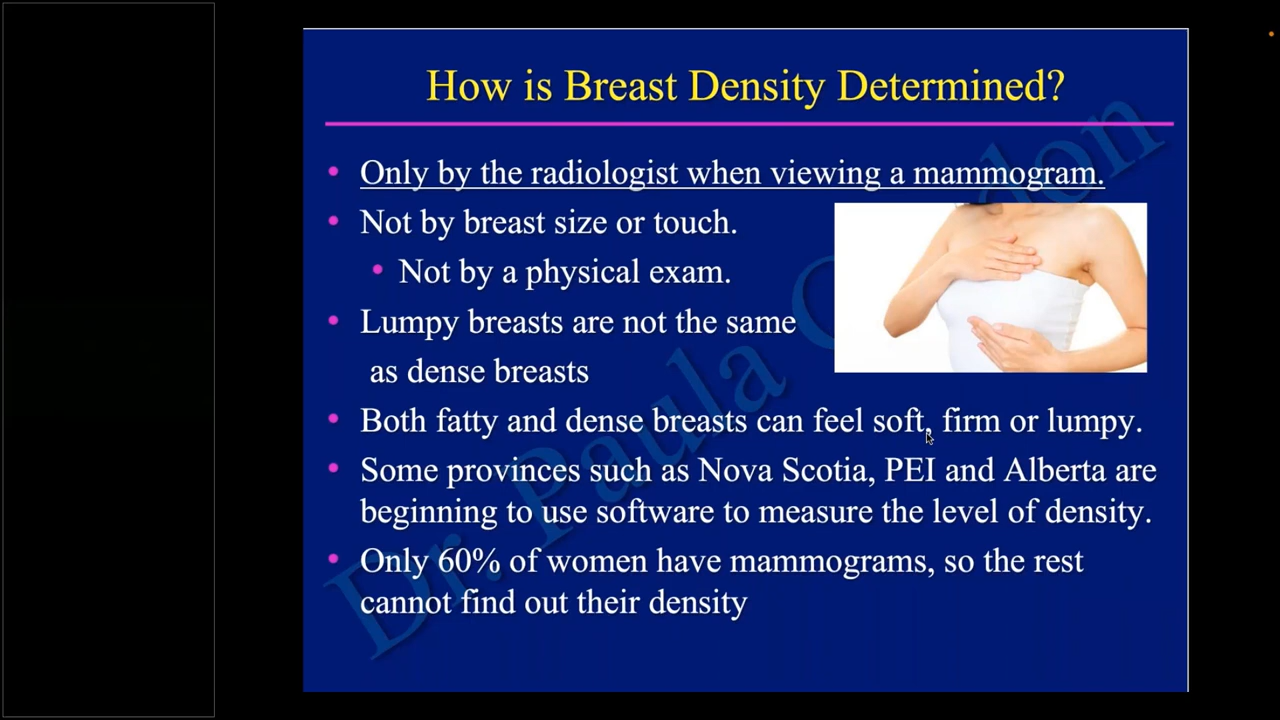 How is Breast Density Determined?
• Only by the radiologist when viewing a mammogram.
• Not by breast size or touch.
• Not by a physical exam.
• Lumpy breasts are not the same
as dense breasts
• Both fatty and dense breasts can feel soft, firm or lumpy.
• Some provinces such as Nova Scotia, PEI and Alberta are
beginning to use software to measure the level of density.
• Only 60% of women have mammograms, so the rest
cannot find out their density
Dr. Paula